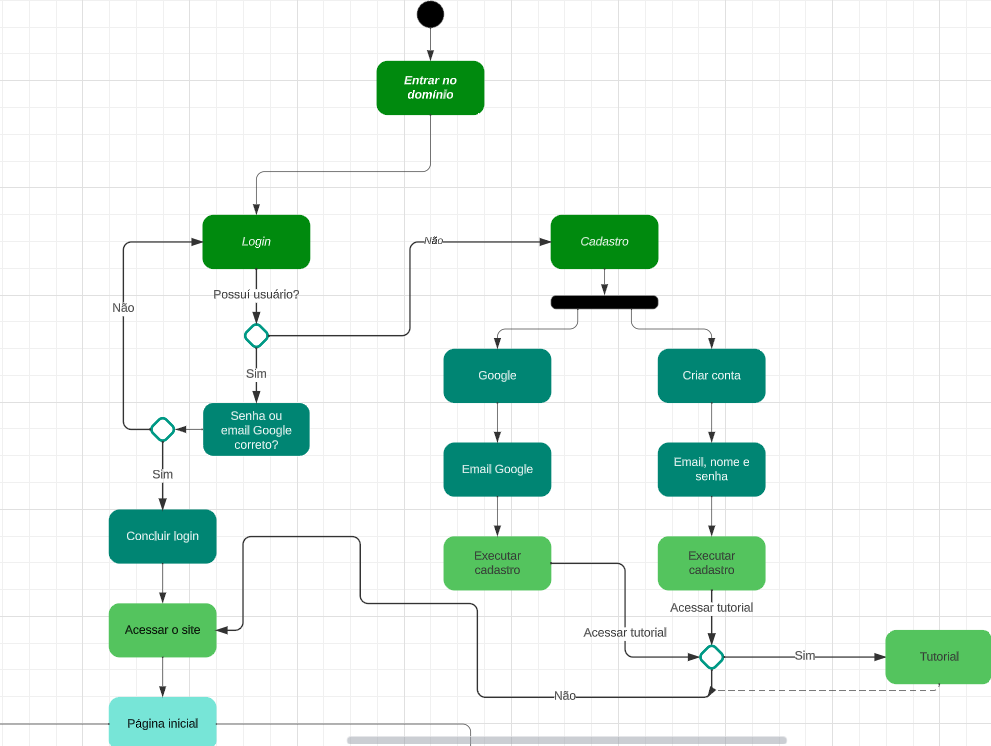 Entrar no
domínio
Login
Não
Cadastro
Possuí usuário?
Não
Sim
Google
Criar conta
Senha ou
email Google
correto?
Sim
Email Google
Email, nome e
senha
Concluir login
Executar
cadastro
Executar
cadastro
Acessar tutorial
Acessar o site
Acessar tutorial
Sim
Tutorial
Não
Página inicial